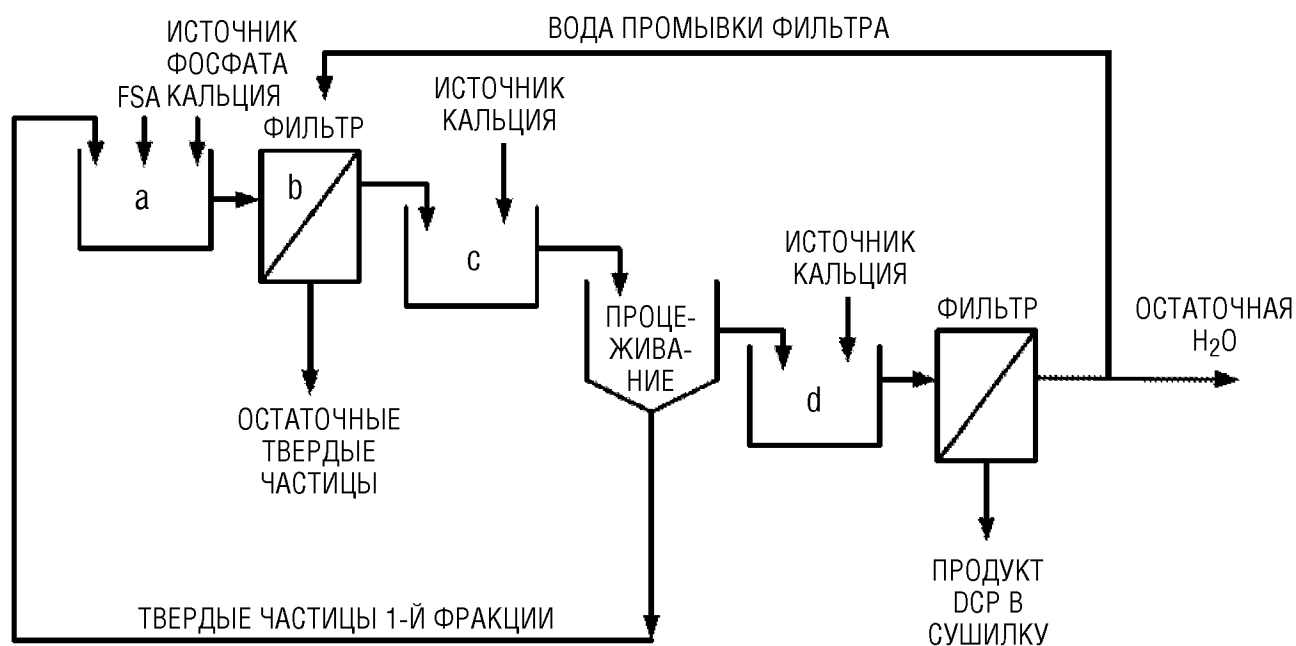 ВОДА ПРОМЫВКИ ФИЛЬТРА
ИСТОЧНИК
ФОСФАТА
FSA КАЛЬЦИЯ
ФИЛЬТР
ИСТОЧНИК
КАЛЬЦИЯ
a
b
c
ПРОЦЕ-
ЖИВА-
НИЕ
ИСТОЧНИК
КАЛЬЦИЯ
d
ФИЛЬТР
ОСТАТОЧНАЯ
H₂O
ОСТАТОЧНЫЕ
ТВЕРДЫЕ
ЧАСТИЦЫ
ПРОДУКТ
DCP В
СУШИЛКУ
ТВЕРДЫЕ ЧАСТИЦЫ 1-Й ФРАКЦИИ